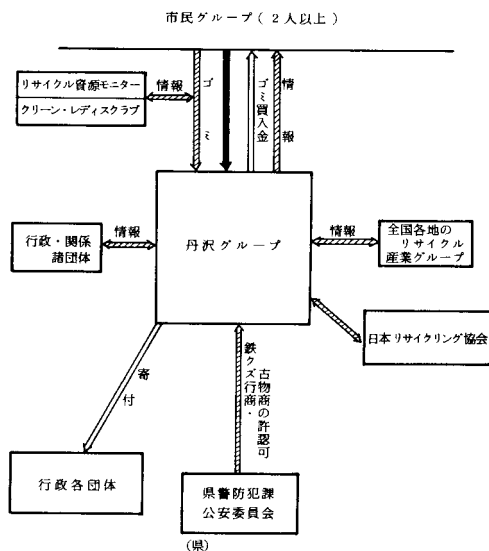 市民グループ(2人以上)
リサイクル資源モニター
クリーン・レディスクラブ
情報
ゴミ
ゴミ買入金
情報
行政・関係
諸団体
情報
丹沢グループ
情報
全国各地の
リサイクル
産業グループ
日本リサイクリング協会
寄付
古物商の許認可
鉄クズ行商・
行政各団体
県警防犯課
公安委員会
(県)